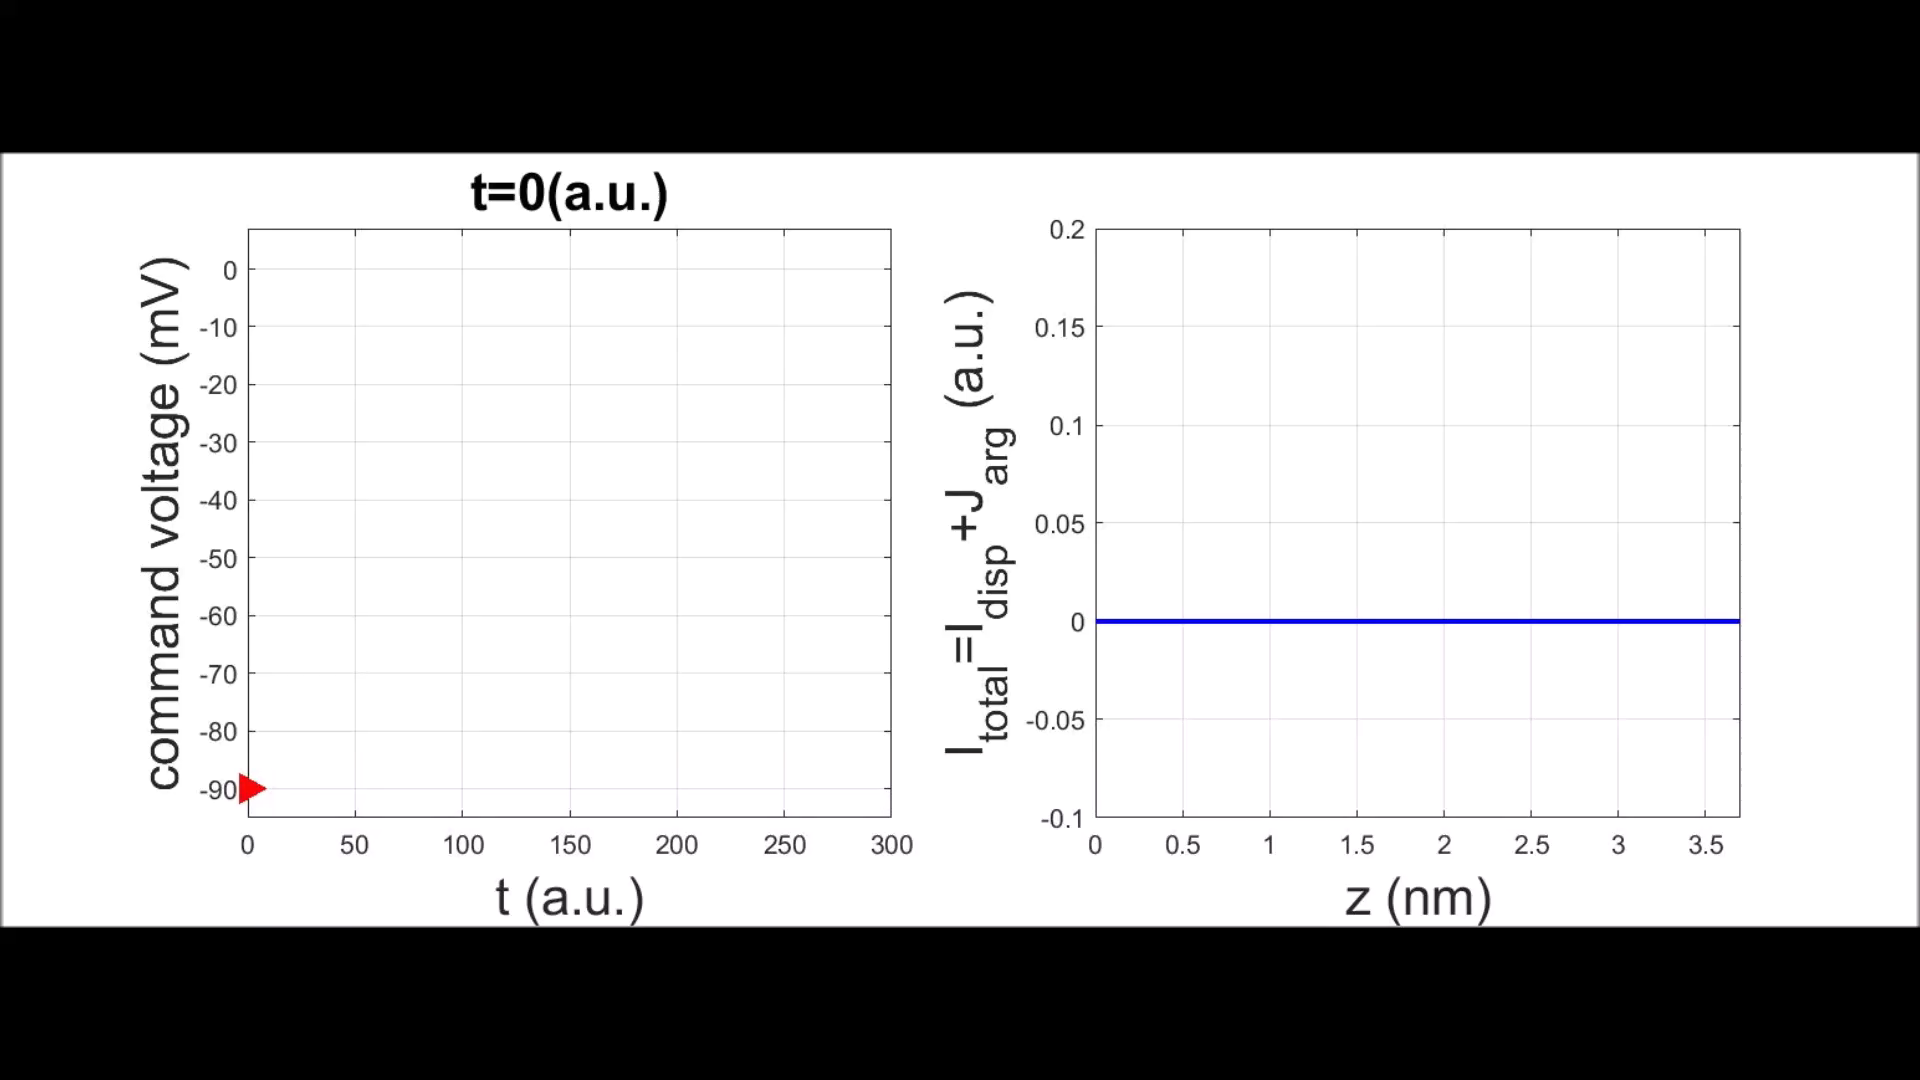 t=0(a.u.)
command voltage (mV)
0
-10
-20
-30
-40
-50
-60
-70
-80
-90
0 50 100 150 200 250 300
t (a.u.)
I_total=I_disp+J_arg (a.u.)
0.2
0.15
0.1
0.05
0
-0.05
-0.1
0 0.5 1 1.5 2 2.5 3 3.5
z (nm)